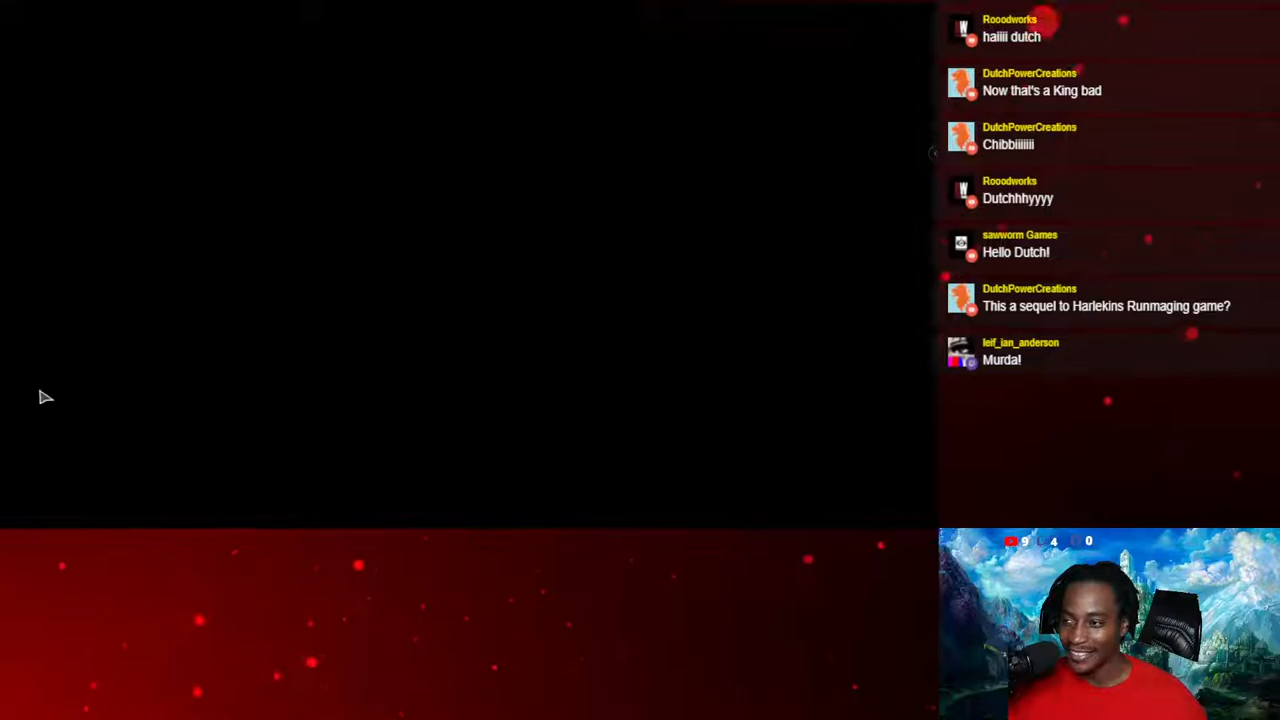 Rooodworks
haiiii dutch
DutchPowerCreations
Now that's a King bad
DutchPowerCreations
Chibbiiiiiii
Rooodworks
Dutchhhyyyy
sawworm Games
Hello Dutch!
DutchPowerCreations
This a sequel to Harlekins Runmaging game?
leif_ian_anderson
Murda!
9 4 0